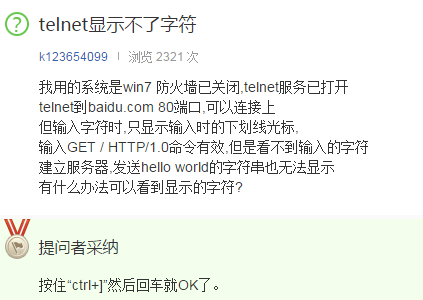 telnet显示不了字符
k123654099 | 浏览 2321 次
我用的系统是win7 防火墙已关闭,telnet服务已打开
telnet到baidu.com 80端口,可以连接上
但输入字符时,只显示输入时的下划线光标,
输入GET / HTTP/1.0命令有效,但是看不到输入的字符
建立服务器,发送hello world的字符串也无法显示
有什么办法可以看到显示的字符?
提问者采纳
按住“ctrl+]”然后回车就OK了。